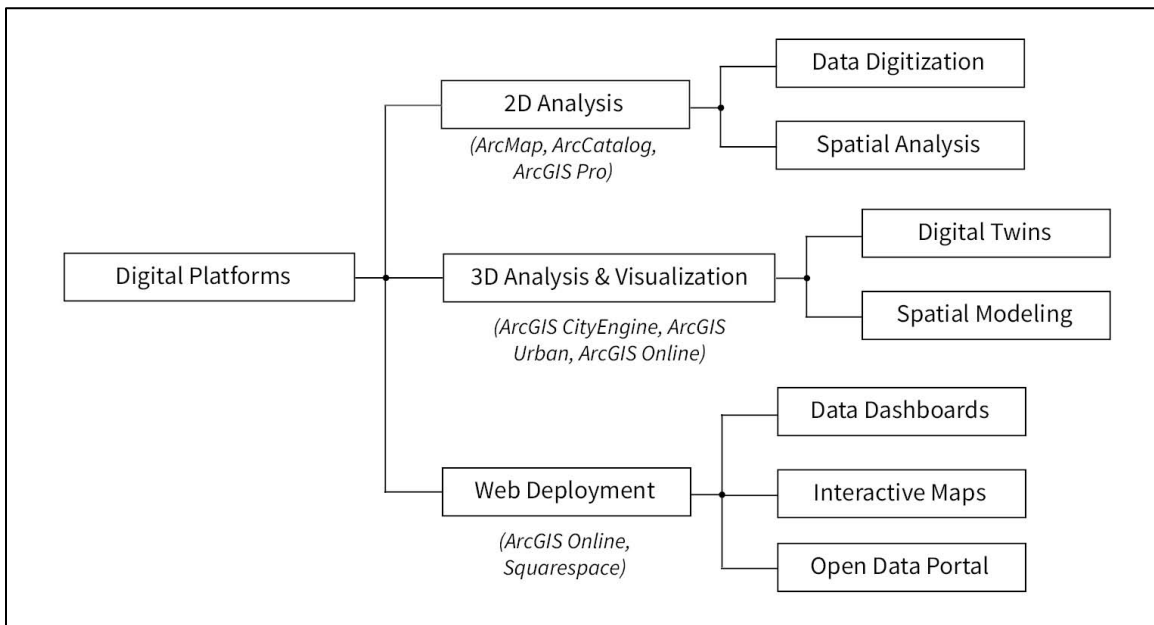 Data Digitization
2D Analysis
(ArcMap, ArcCatalog,
ArcGIS Pro)
Spatial Analysis
Digital Twins
Digital Platforms
3D Analysis & Visualization
(ArcGIS CityEngine, ArcGIS
Urban, ArcGIS Online)
Spatial Modeling
Data Dashboards
Web Deployment
(ArcGIS Online,
Squarespace)
Interactive Maps
Open Data Portal